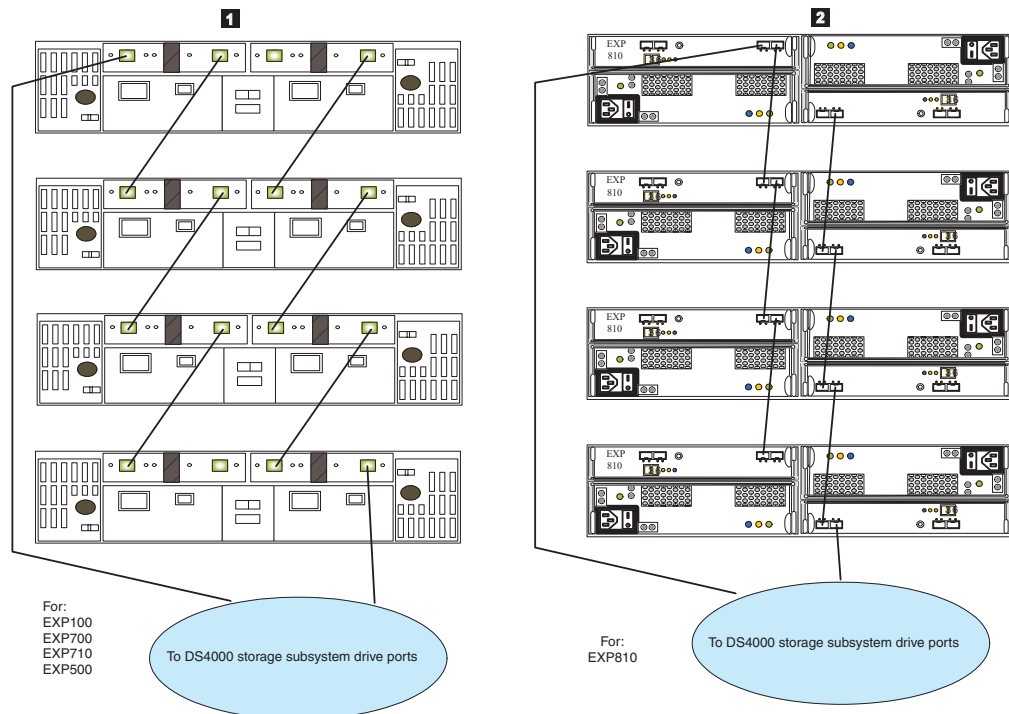 1
2
EXP
810
EXP
810
EXP
810
EXP
810
For:
EXP100
EXP700
EXP710
EXP500
To DS4000 storage subsystem drive ports
For:
EXP810
To DS4000 storage subsystem drive ports